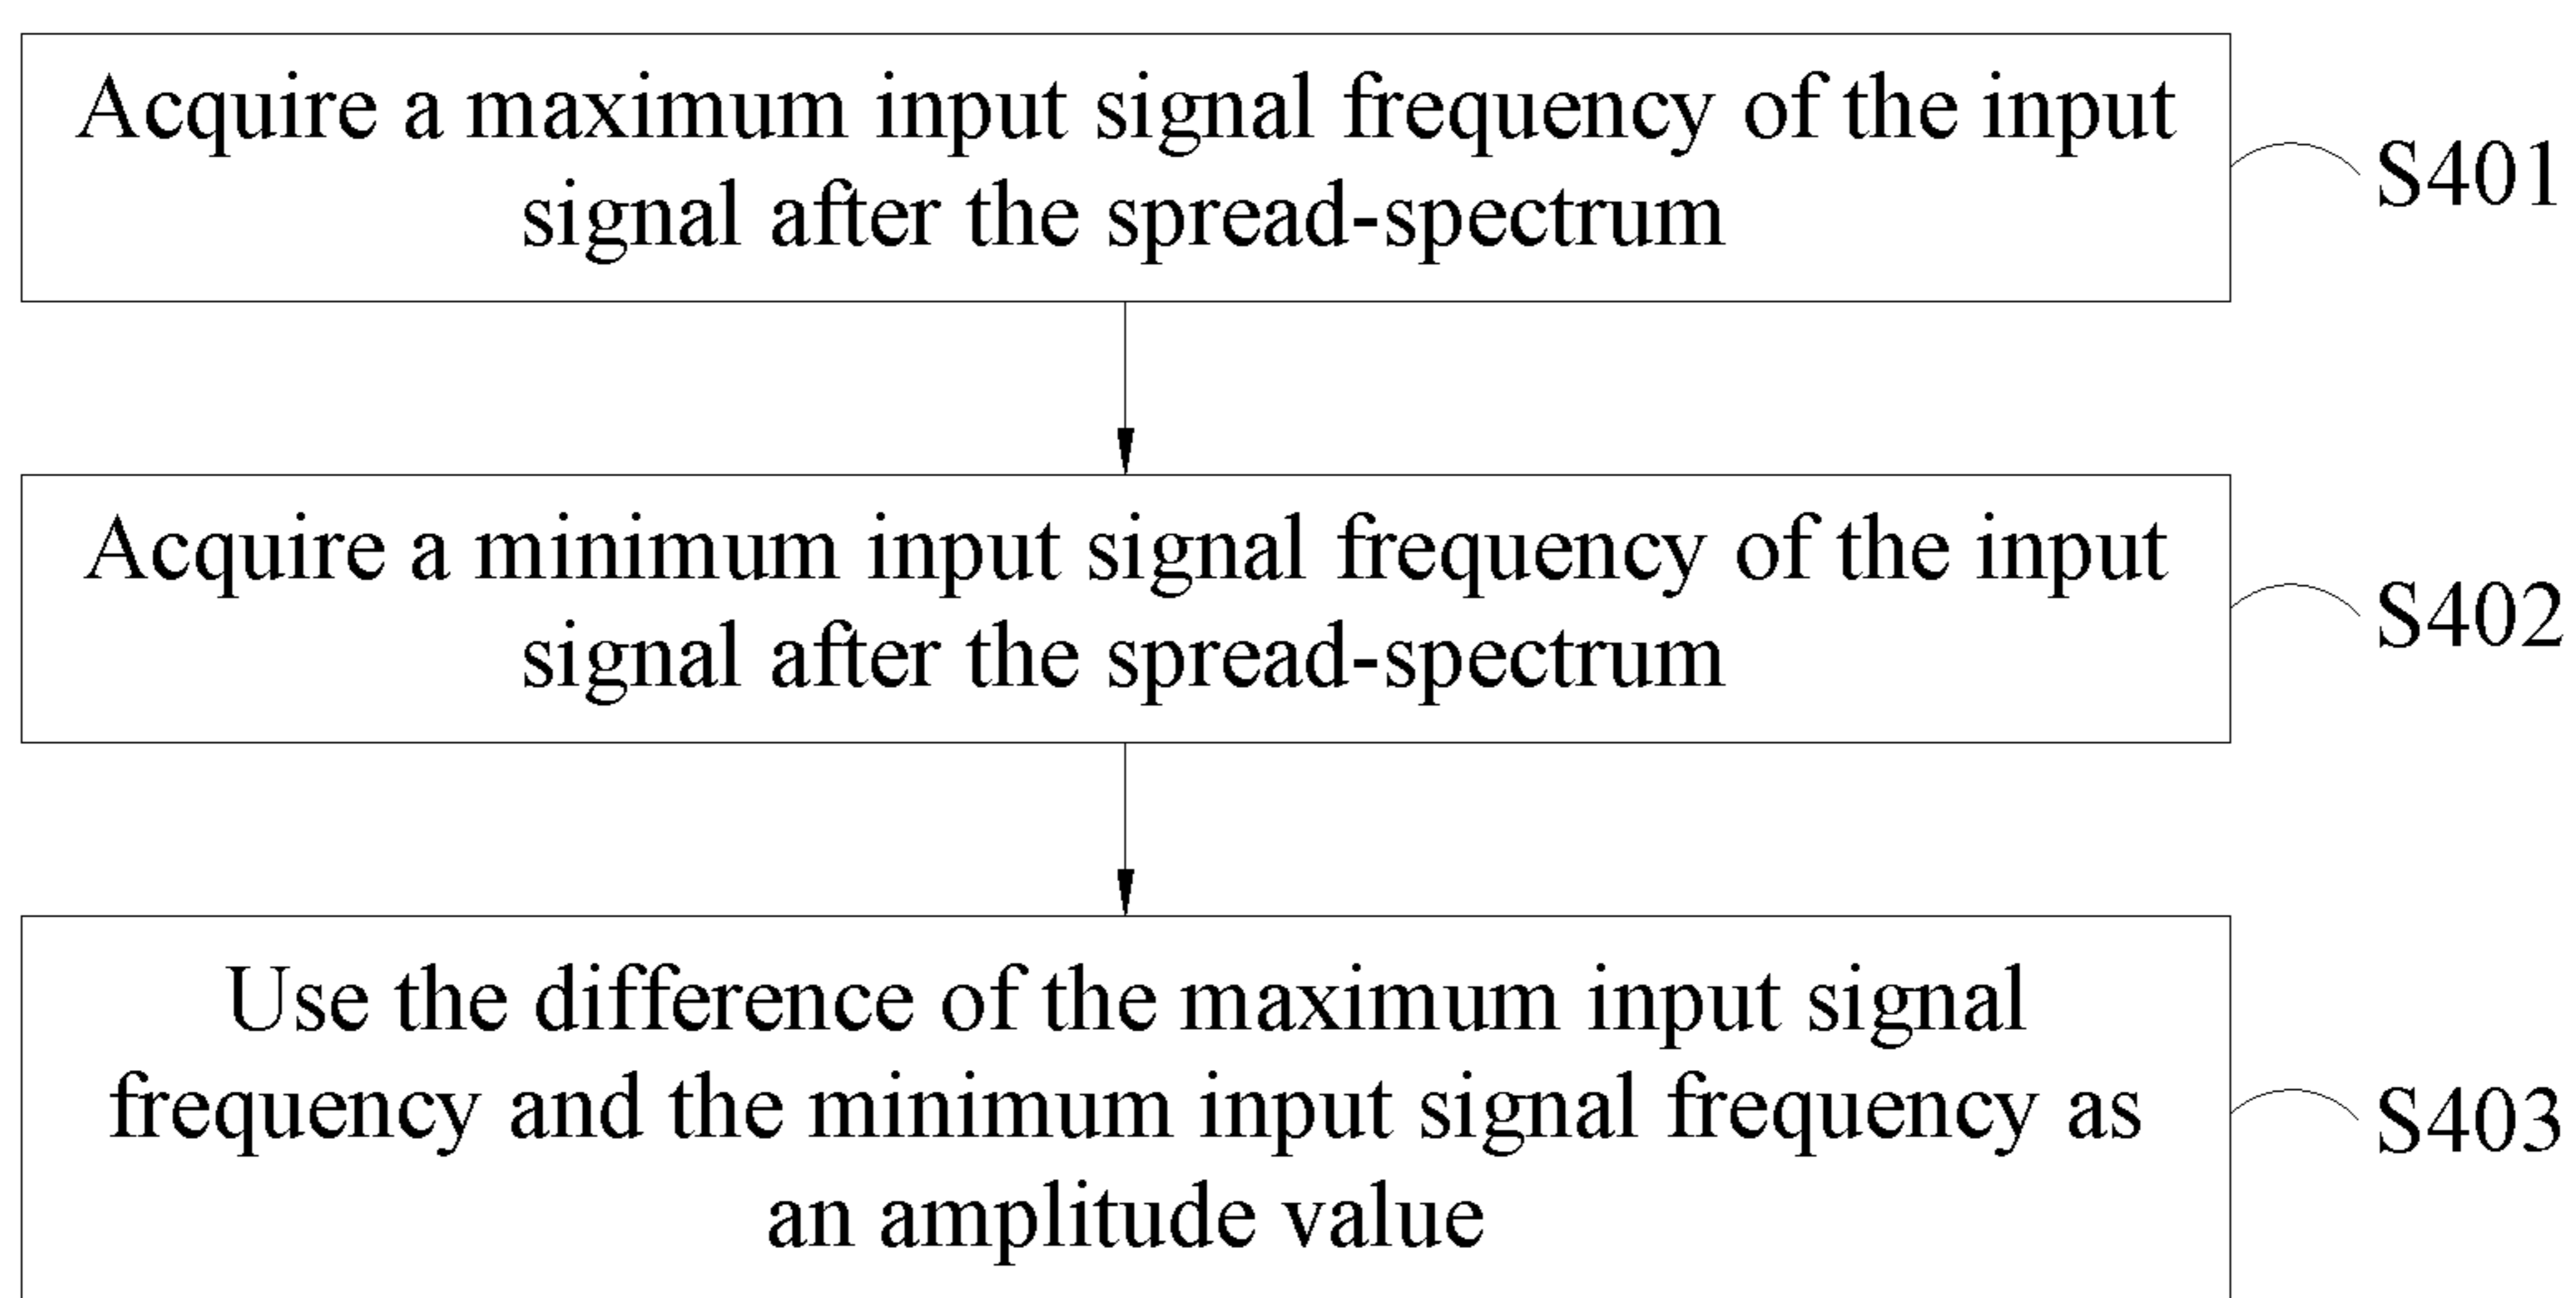 Acquire a maximum input signal frequency of the input
signal after the spread-spectrum
S401
Acquire a minimum input signal frequency of the input
signal after the spread-spectrum
S402
Use the difference of the maximum input signal
frequency and the minimum input signal frequency as
an amplitude value
S403